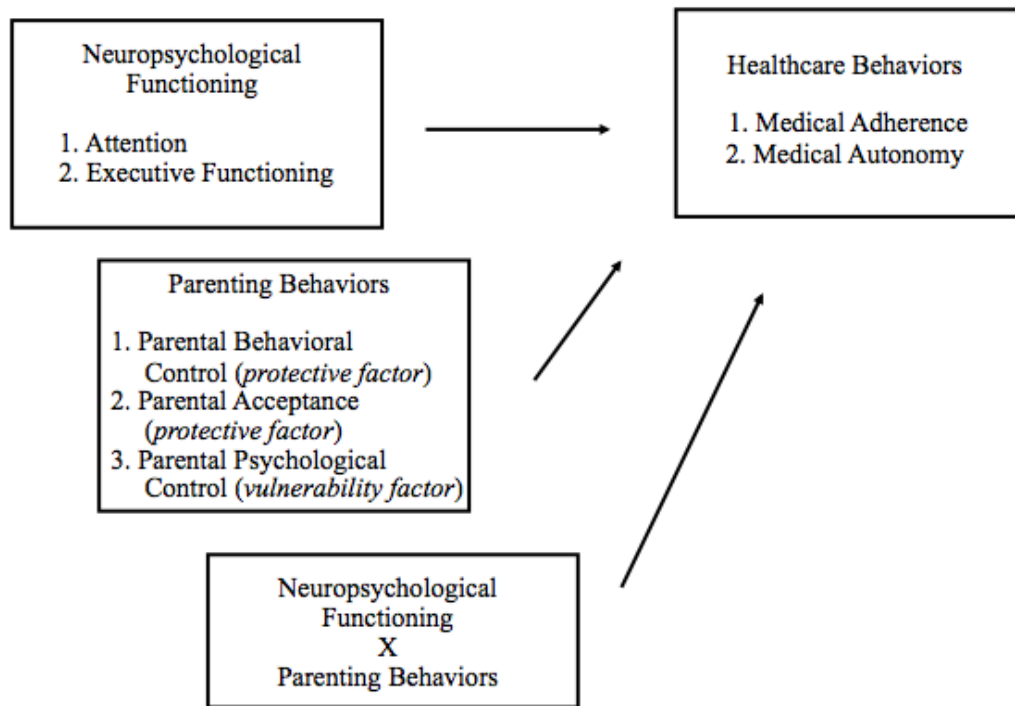 Neuropsychological
Functioning
1. Attention
2. Executive Functioning
Healthcare Behaviors
1. Medical Adherence
2. Medical Autonomy
Parenting Behaviors
1. Parental Behavioral
Control (protective factor)
2. Parental Acceptance
(protective factor)
3. Parental Psychological
Control (vulnerability factor)
Neuropsychological
Functioning
X
Parenting Behaviors